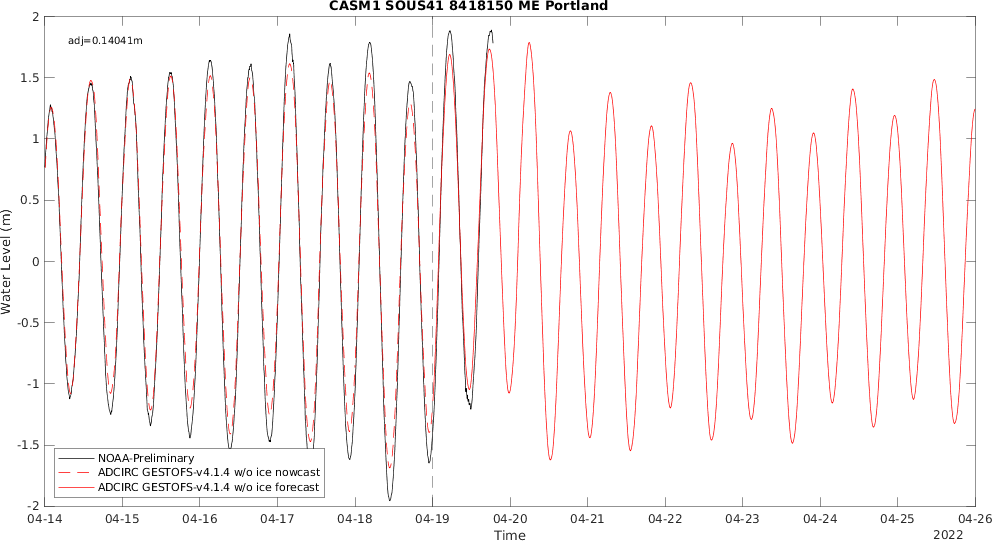 CASM1 SOUS41 8418150 ME Portland
adj=0.14041m
2
1.5
1
0.5
0
-0.5
-1
-1.5
-2
Water Level (m)
NOAA-Preliminary
ADCIRC GESTOFS-v4.1.4 w/o ice nowcast
ADCIRC GESTOFS-v4.1.4 w/o ice forecast
04-14 04-15 04-16 04-17 04-18 04-19 04-20 04-21 04-22 04-23 04-24 04-25 04-26
Time
2022